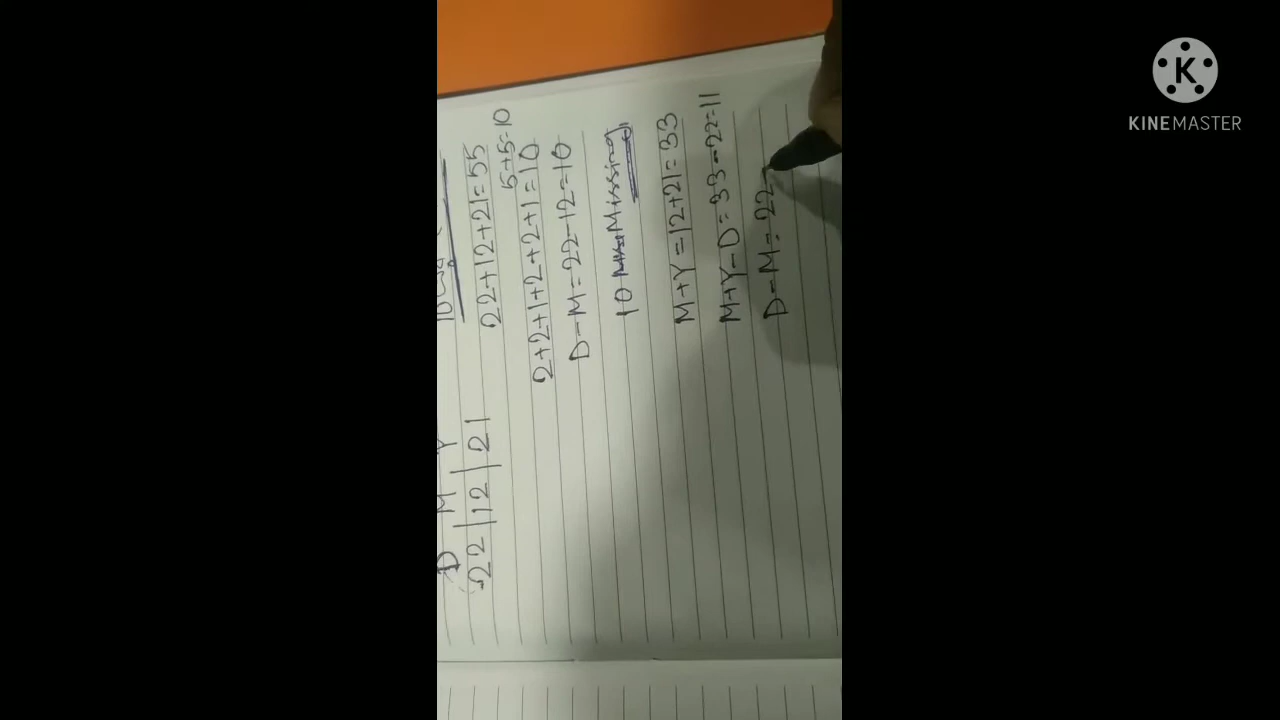 D M Y
22|12|21
22+12+21=55
5+5=10
2+2+1+2+2+1=10
D-M=22-12=10
10 Missing
M+Y=12+21=33
M+Y-D=33-22=11
D-M=22-
K
KINEMASTER